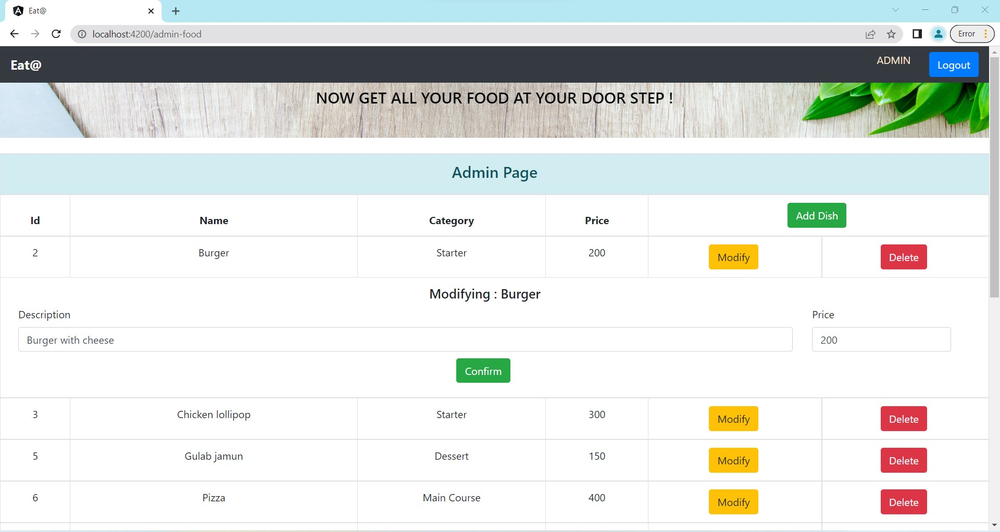 Eat@
localhost:4200/admin-food
Error
Eat@
ADMIN
Logout
NOW GET ALL YOUR FOOD AT YOUR DOOR STEP !
Admin Page
Id Name Category Price Add Dish
2 Burger Starter 200 Modify Delete
Modifying : Burger
Description Price
Burger with cheese 200
Confirm
3 Chicken lollipop Starter 300 Modify Delete
5 Gulab jamun Dessert 150 Modify Delete
6 Pizza Main Course 400 Modify Delete